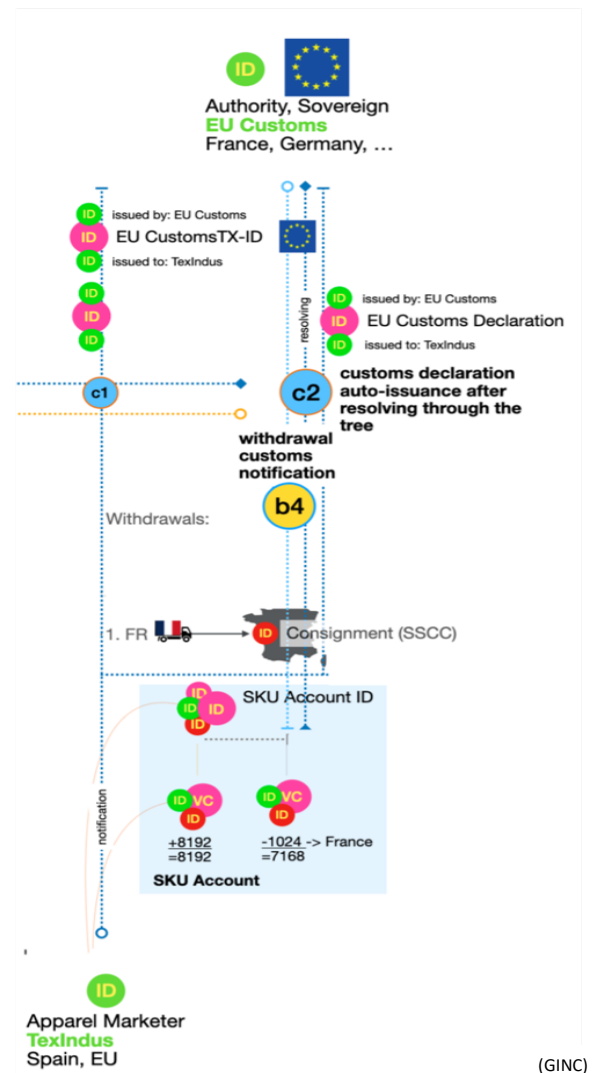 ID
Authority, Sovereign
EU Customs
France, Germany, ...
ID issued by: EU Customs
ID EU CustomsTX-ID
ID issued to: TexIndus
ID
ID
ID
resolving
ID issued by: EU Customs
ID EU Customs Declaration
ID issued to: TexIndus
c1
c2
customs declaration
auto-issuance after
resolving through the
tree
withdrawal
customs
notification
b4
Withdrawals:
1. FR
ID Consignment (SSCC)
ID
SKU Account ID
ID ID
ID
ID VC
ID
ID VC
ID
+8192
=8192
-1024 -> France
=7168
SKU Account
notification
ID
Apparel Marketer
TexIndus
Spain, EU
(GINC)